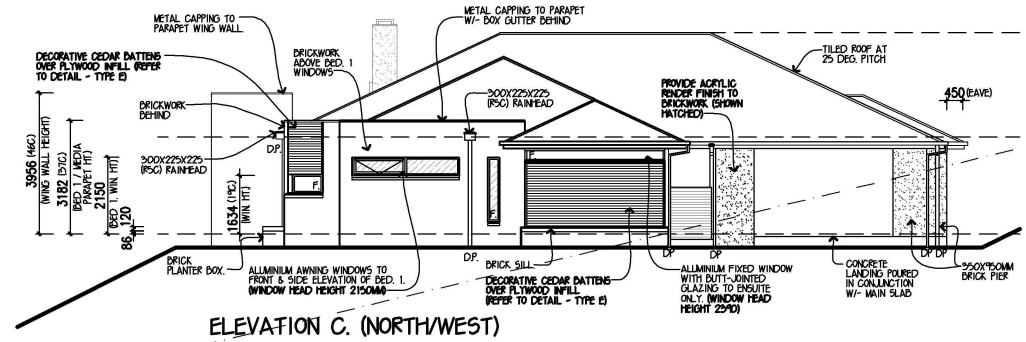 METAL CAPPING TO
PARAPET WING WALL
METAL CAPPING TO PARAPET
W/- BOX GUTTER BEHIND
DECORATIVE CEDAR BATTENS
OVER PLYWOOD INFILL (REFER
TO DETAIL - TYPE E)
BRICKWORK
ABOVE BED. 1
WINDOWS
TILED ROOF AT
25 DEG. PITCH
PROVIDE ACRYLIC
RENDER FINISH TO
BRICKWORK (SHOWN
HATCHED)
300X225X225
(RSC) RAINHEAD
450 (EAVE)
BRICKWORK
BEHIND
D.P.
D.P.
300X225X225
(RSC) RAINHEAD
3956 (46C)
(WING WALL HEIGHT)
3182 (37C)
(BED 1 / MEDIA
PARAPET HT)
2150
(BED 1. WIN. HT)
120
86
1634 (19C)
(WIN. HT.)
F.
F
F
BRICK
PLANTER BOX.
ALUMINIUM AWNING WINDOWS TO
FRONT & SIDE ELEVATION OF BED. 1.
(WINDOW HEAD HEIGHT 2150MM)
D.P.
BRICK SILL
DECORATIVE CEDAR BATTENS
OVER PLYWOOD INFILL
(REFER TO DETAIL - TYPE E)
DP
DP
ALUMINIUM FIXED WINDOW
WITH BUTT-JOINTED
GLAZING TO ENSUITE
ONLY. (WINDOW HEAD
HEIGHT 2390)
CONCRETE
LANDING POURED
IN CONJUNCTION
W/- MAIN SLAB
DP
DP
350X350MM
BRICK PIER
ELEVATION C. (NORTH/WEST)